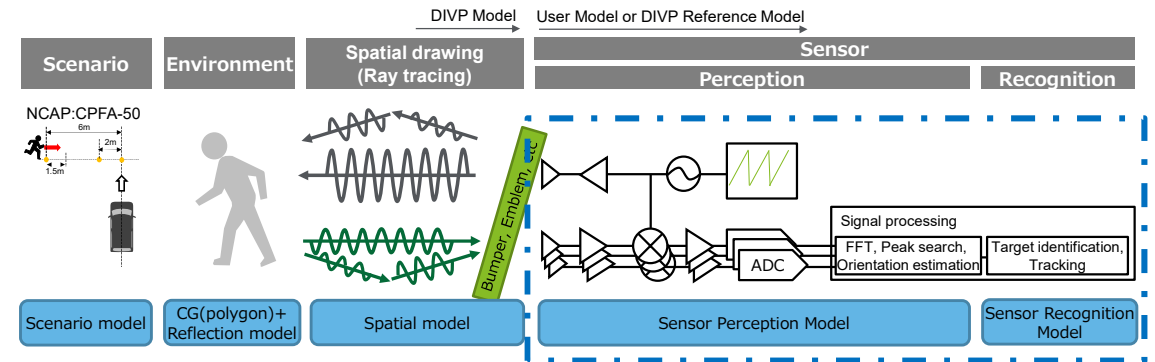 DIVP Model
User Model or DIVP Reference Model
Scenario
Environment
Spatial drawing
(Ray tracing)
Sensor
Perception
Recognition
NCAP:CPFA-50
6m
2m
1.5m
Bumper, Emblem, etc
ADC
Signal processing
FFT, Peak search,
Orientation estimation
Target identification,
Tracking
Scenario model
CG(polygon)+
Reflection model
Spatial model
Sensor Perception Model
Sensor Recognition
Model